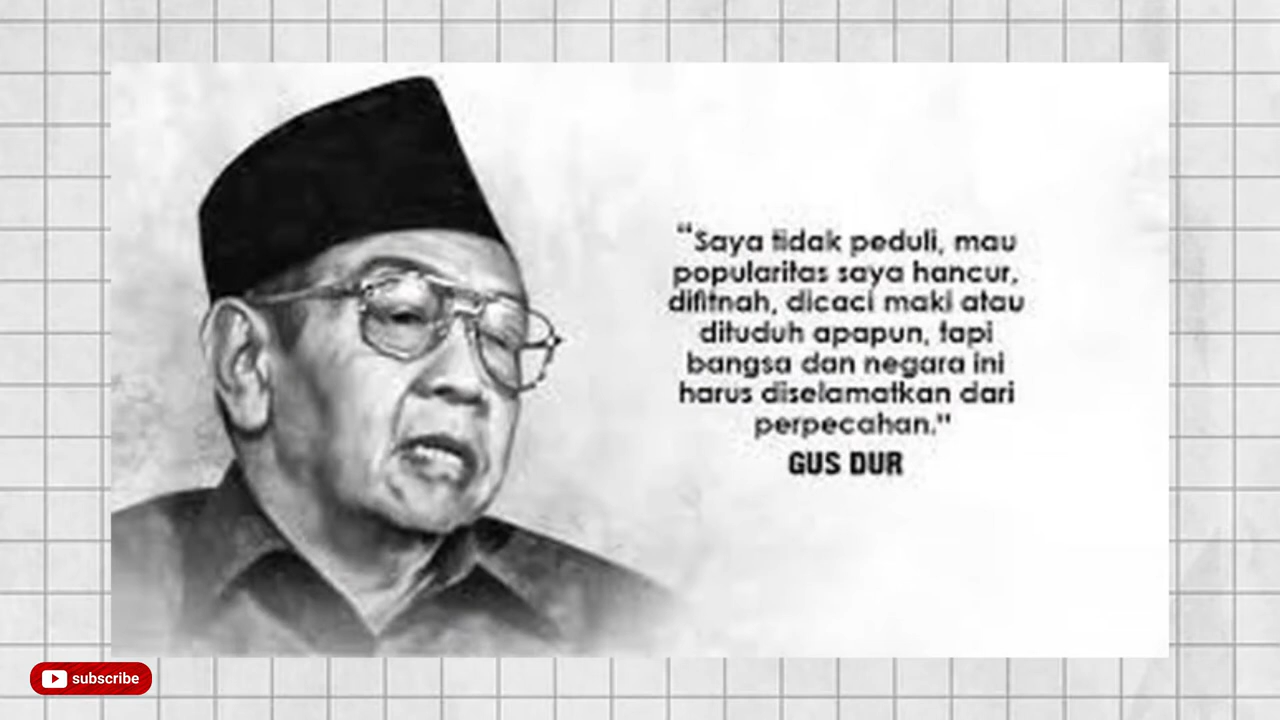 "Saya tidak peduli, mau
popularitas saya hancur,
difitnah, dicaci maki atau
dituduh apapun, tapi
bangsa dan negara ini
harus diselamatkan dari
perpecahan."
GUS DUR
subscribe